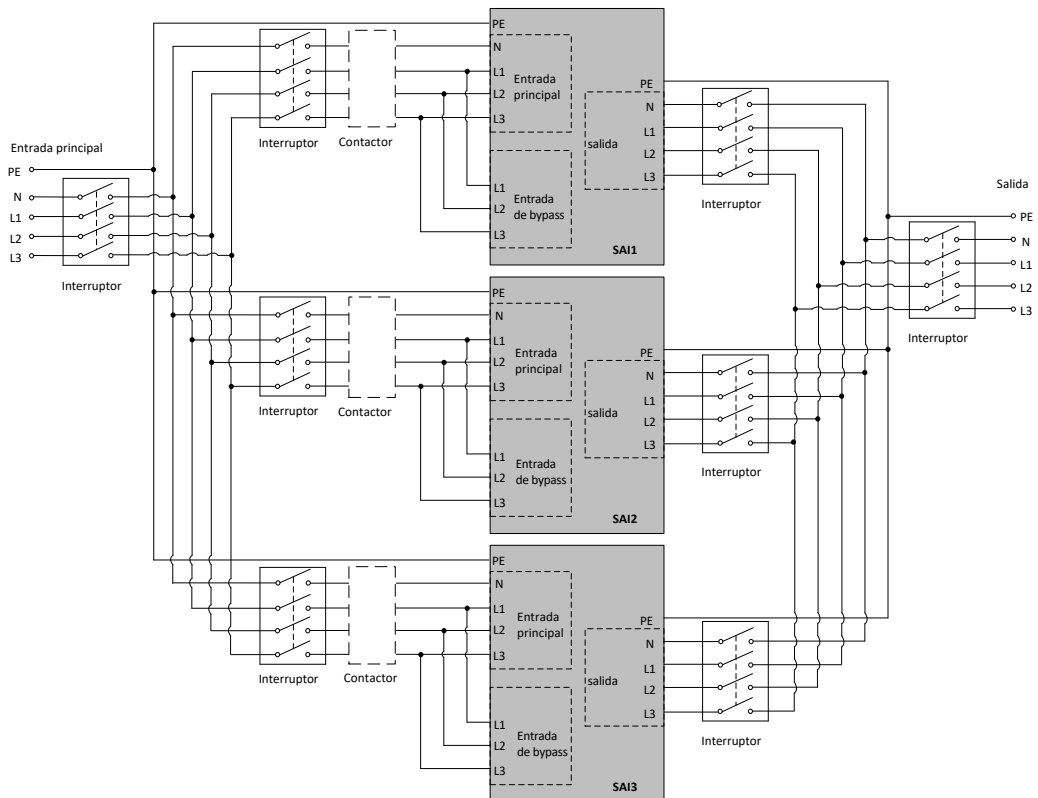 Entrada principal
PE
N
L1
L2
L3
Interruptor
Interruptor
Contactor
PE
N
L1
L2
L3
Entrada
principal
L1
L2
L3
Entrada
de bypass
salida
PE
N
L1
L2
L3
SAI1
Interruptor
Interruptor
Contactor
PE
N
L1
L2
L3
Entrada
principal
L1
L2
L3
Entrada
de bypass
salida
PE
N
L1
L2
L3
SAI2
Interruptor
Interruptor
Contactor
PE
N
L1
L2
L3
Entrada
principal
L1
L2
L3
Entrada
de bypass
salida
PE
N
L1
L2
L3
SAI3
Interruptor
Salida
PE
N
L1
L2
L3
Interruptor